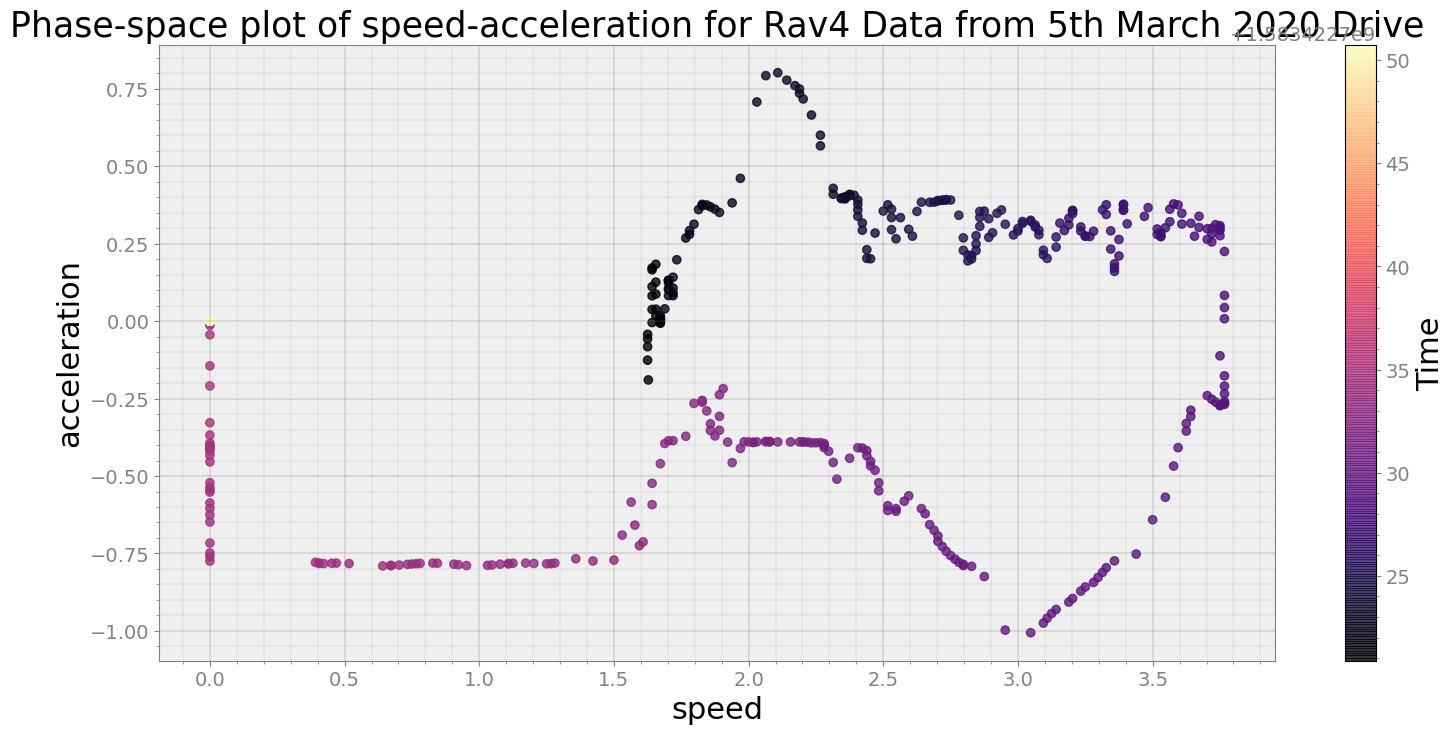 Phase-space plot of speed-acceleration for Rav4 Data from 5th March 2020 Drive
+1.5834227e9
0.75
0.50
0.25
0.00
−0.25
−0.50
−0.75
−1.00
acceleration
0.0 0.5 1.0 1.5 2.0 2.5 3.0 3.5
speed
50
45
40
35
30
25
Time